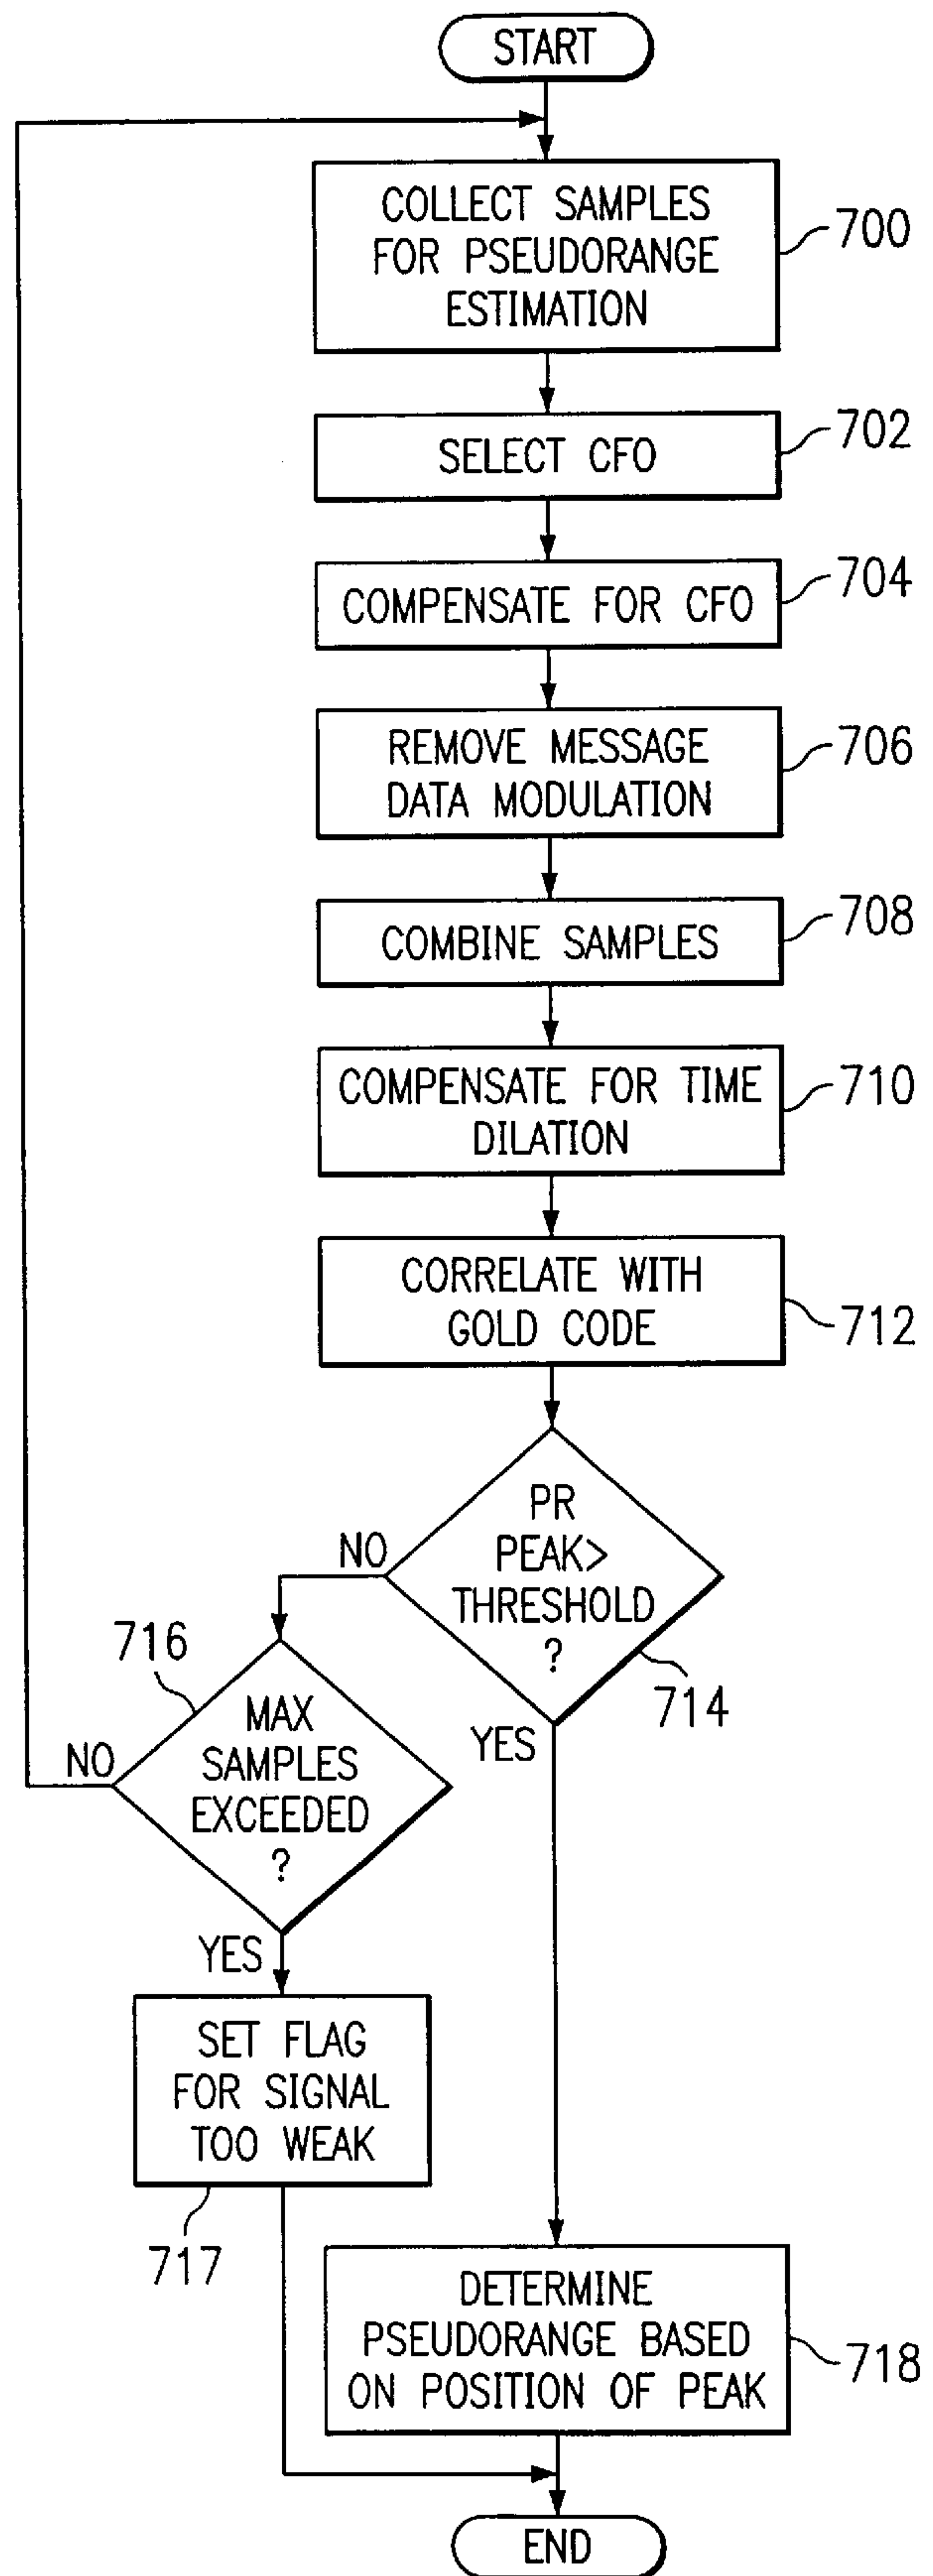 START
COLLECT SAMPLES
FOR PSEUDORANGE
ESTIMATION
700
SELECT CFO
702
COMPENSATE FOR CFO
704
REMOVE MESSAGE
DATA MODULATION
706
COMBINE SAMPLES
708
COMPENSATE FOR TIME
DILATION
710
CORRELATE WITH
GOLD CODE
712
PR
PEAK>
THRESHOLD
?
714
NO
YES
716
MAX
SAMPLES
EXCEEDED
?
NO
YES
SET FLAG
FOR SIGNAL
TOO WEAK
717
DETERMINE
PSEUDORANGE BASED
ON POSITION OF PEAK
718
END